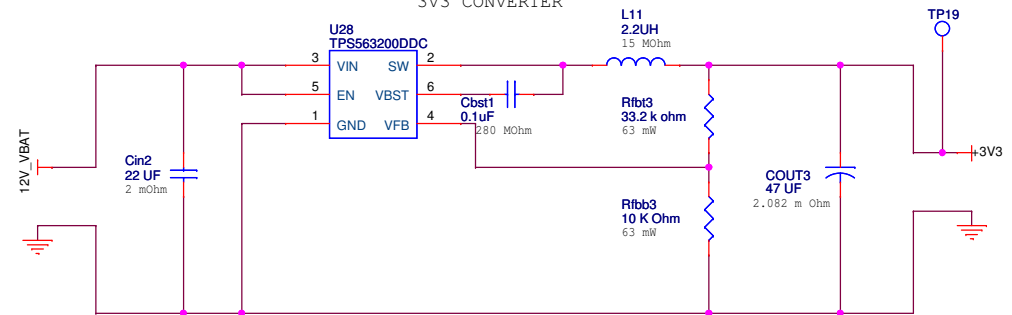 3V3 CONVERTER
U28
TPS563200DDC
L11
2.2UH
15 MOhm
TP19
3
VIN
SW
2
5
EN
VBST
6
1
GND
VFB
4
Cbst1
0.1uF
280 MOhm
Rfbt3
33.2 k ohm
63 mW
12V_VBAT
Cin2
22 UF
2 mOhm
+3V3
COUT3
47 UF
2.082 m Ohm
Rfbb3
10 K Ohm
63 mW